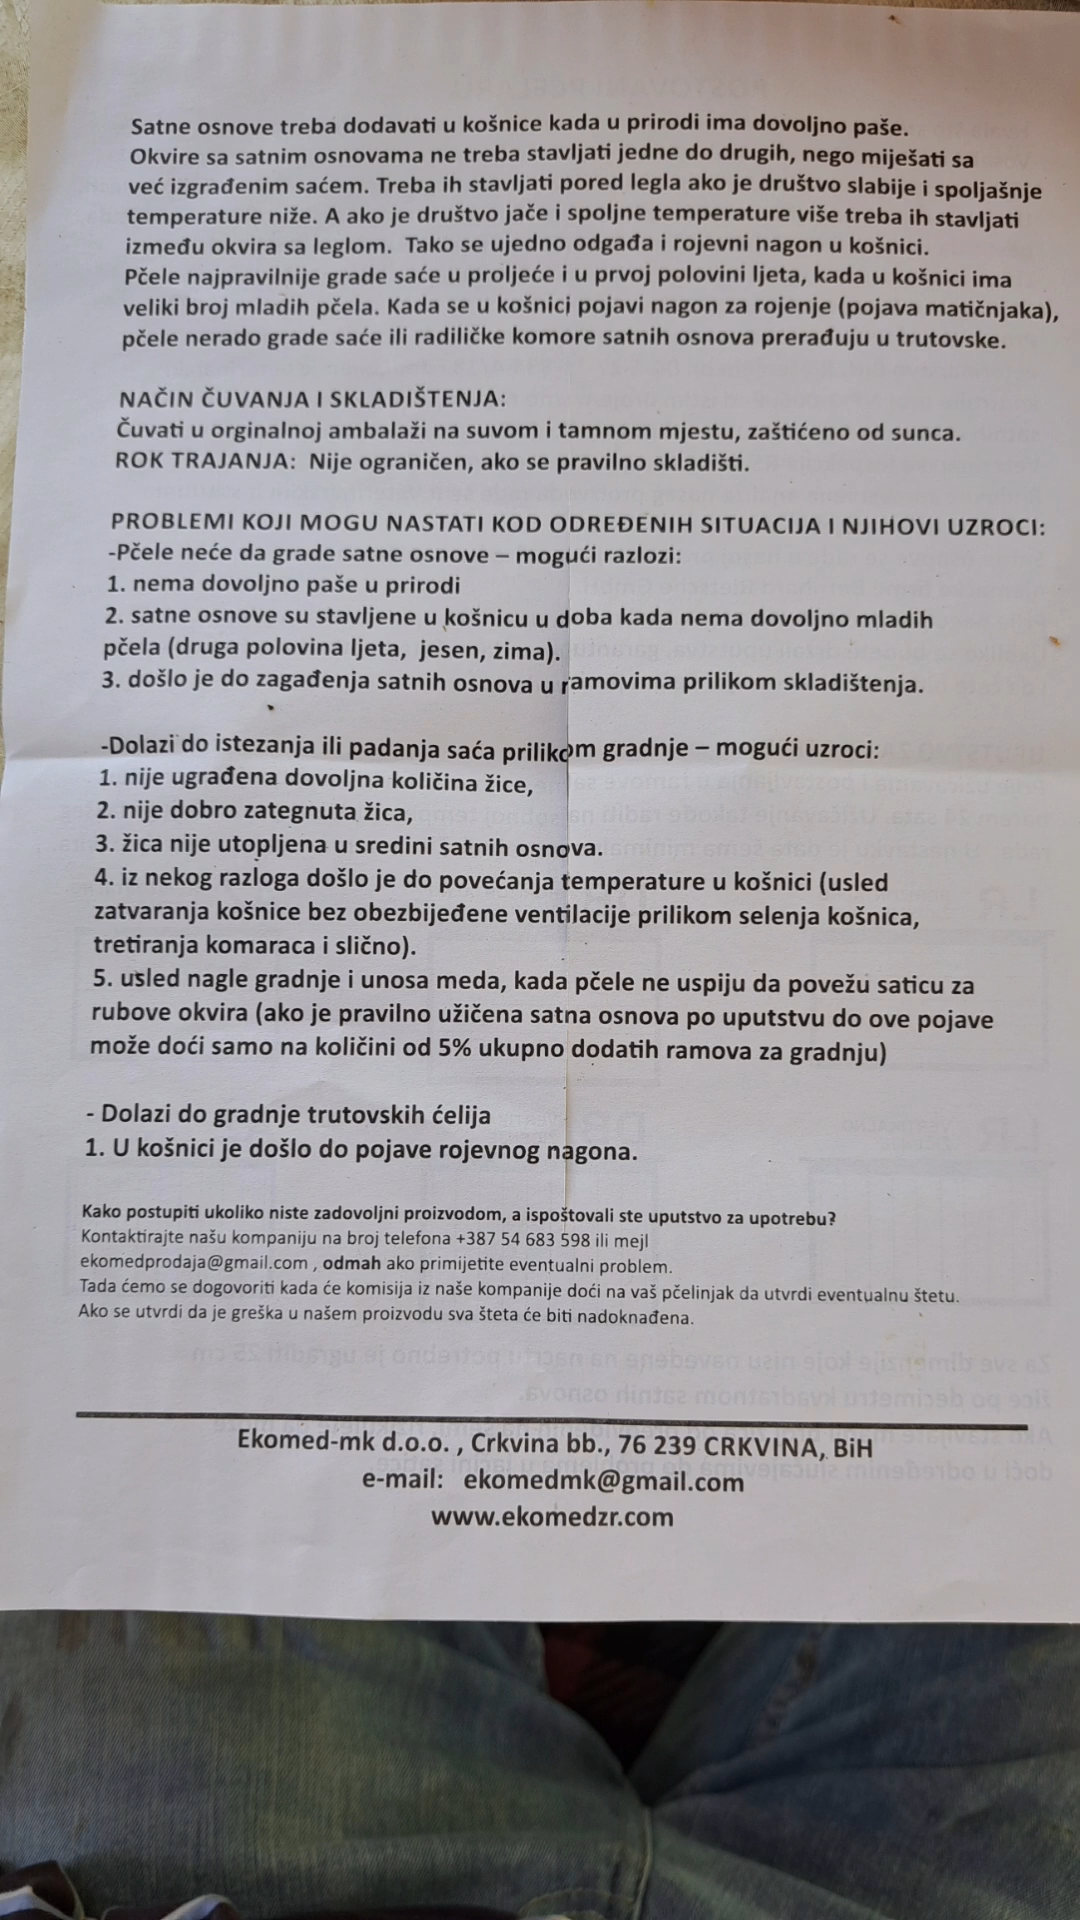 Satne osnove treba dodavati u košnice kada u prirodi ima dovoljno paše.
Okvire sa satnim osnovama ne treba stavljati jedne do drugih, nego miješati sa
već izgrađenim saćem. Treba ih stavljati pored legla ako je društvo slabije i spoljašnje
temperature niže. A ako je društvo jače i spoljne temperature više treba ih stavljati
između okvira sa leglom. Tako se ujedno odgađa i rojevni nagon u košnici.
Pčele najpravilnije grade saće u proljeće i u prvoj polovini ljeta, kada u košnici ima
veliki broj mladih pčela. Kada se u košnici pojavi nagon za rojenje (pojava matičnjaka),
pčele nerado grade saće ili radiličke komore satnih osnova prerađuju u trutovske.
NAČIN ČUVANJA I SKLADIŠTENJA:
Čuvati u orginalnoj ambalaži na suvom i tamnom mjestu, zaštićeno od sunca.
ROK TRAJANJA: Nije ograničen, ako se pravilno skladišti.
PROBLEMI KOJI MOGU NASTATI KOD ODREĐENIH SITUACIJA I NJIHOVI UZROCI:
-Pčele neće da grade satne osnove – mogući razlozi:
1. nema dovoljno paše u prirodi
2. satne osnove su stavljene u košnicu u doba kada nema dovoljno mladih
pčela (druga polovina ljeta, jesen, zima).
3. došlo je do zagađenja satnih osnova u ramovima prilikom skladištenja.
-Dolazi do istezanja ili padanja saća prilikom gradnje – mogući uzroci:
1. nije ugrađena dovoljna količina žice,
2. nije dobro zategnuta žica,
3. žica nije utopljena u sredini satnih osnova.
4. iz nekog razloga došlo je do povećanja temperature u košnici (usled
zatvaranja košnice bez obezbijeđene ventilacije prilikom selenja košnica,
tretiranja komaraca i slično).
5. usled nagle gradnje i unosa meda, kada pčele ne uspiju da povežu saticu za
rubove okvira (ako je pravilno užičena satna osnova po uputstvu do ove pojave
može doći samo na količini od 5% ukupno dodatih ramova za gradnju)
- Dolazi do gradnje trutovskih ćelija
1. U košnici je došlo do pojave rojevnog nagona.
Kako postupiti ukoliko niste zadovoljni proizvodom, a ispoštovali ste uputstvo za upotrebu?
Kontaktirajte našu kompaniju na broj telefona +387 54 683 598 ili mejl
ekomedprodaja@gmail.com , odmah ako primijetite eventualni problem.
Tada ćemo se dogovoriti kada će komisija iz naše kompanije doći na vaš pčelinjak da utvrdi eventualnu štetu.
Ako se utvrdi da je greška u našem proizvodu sva šteta će biti nadoknađena.
Ekomed-mk d.o.o. , Crkvina bb., 76 239 CRKVINA, BiH
e-mail: ekomedmk@gmail.com
www.ekomedzr.com